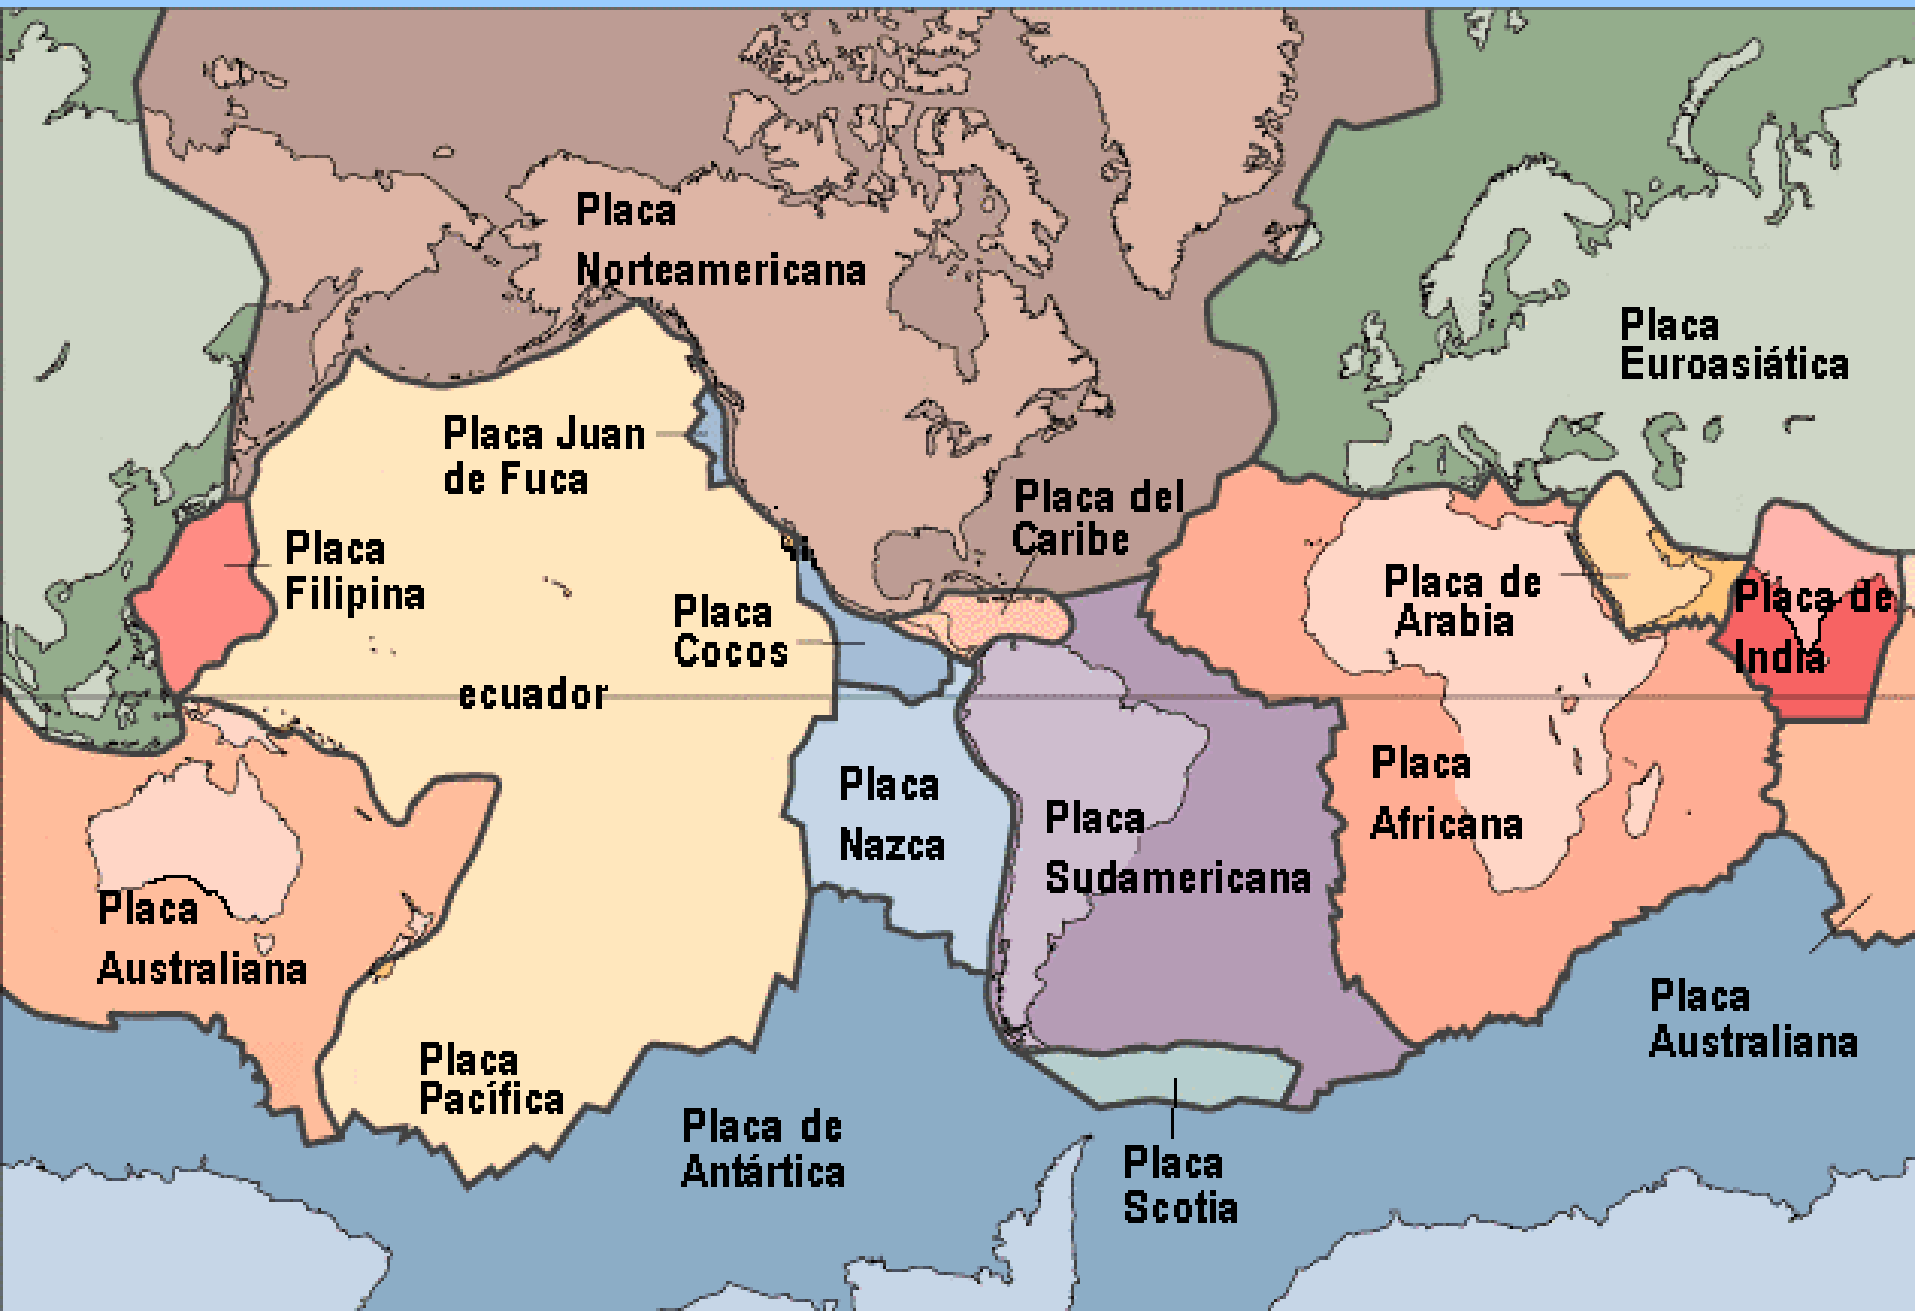 Placa
Norteamericana
Placa
Euroasiática
Placa Juan
de Fuca
Placa del
Caribe
Placa
Filipina
Placa de
Arabia
Placa de
India
Placa
Cocos
ecuador
Placa
Nazca
Placa
Sudamericana
Placa
Africana
Placa
Australiana
Placa
Australiana
Placa
Pacífica
Placa de
Antártica
Placa
Scotia